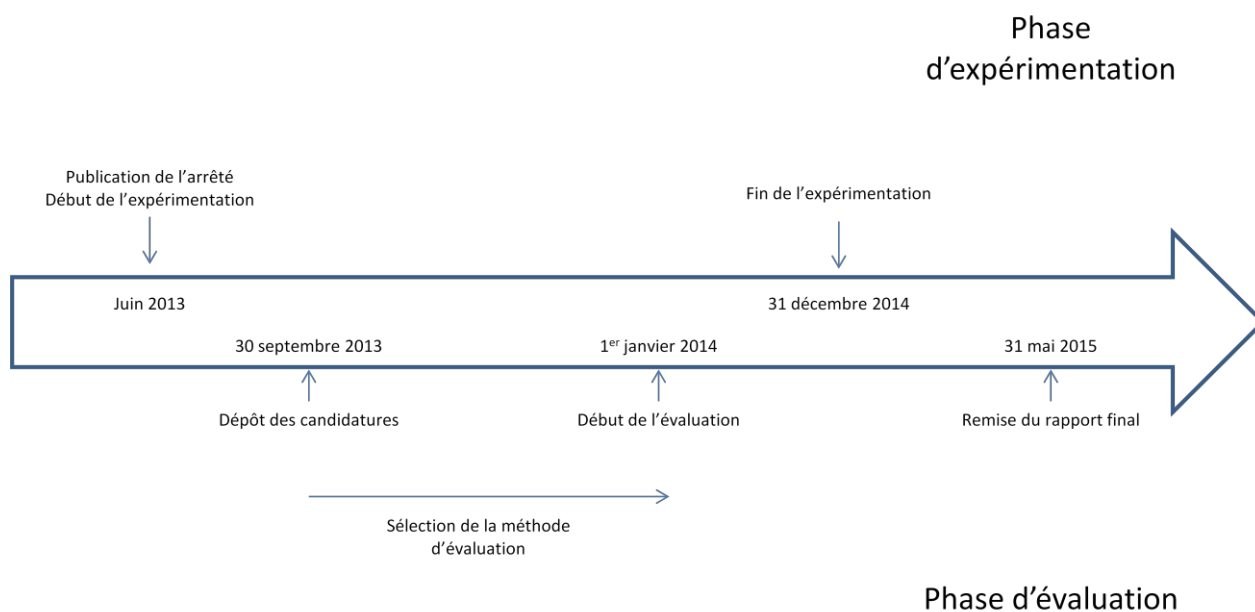 Phase
d’expérimentation
Publication de l’arrêté
Début de l’expérimentation
Fin de l’expérimentation
Juin 2013
31 décembre 2014
30 septembre 2013
1er janvier 2014
31 mai 2015
Dépôt des candidatures
Début de l’évaluation
Remise du rapport final
Sélection de la méthode
d’évaluation
Phase d’évaluation